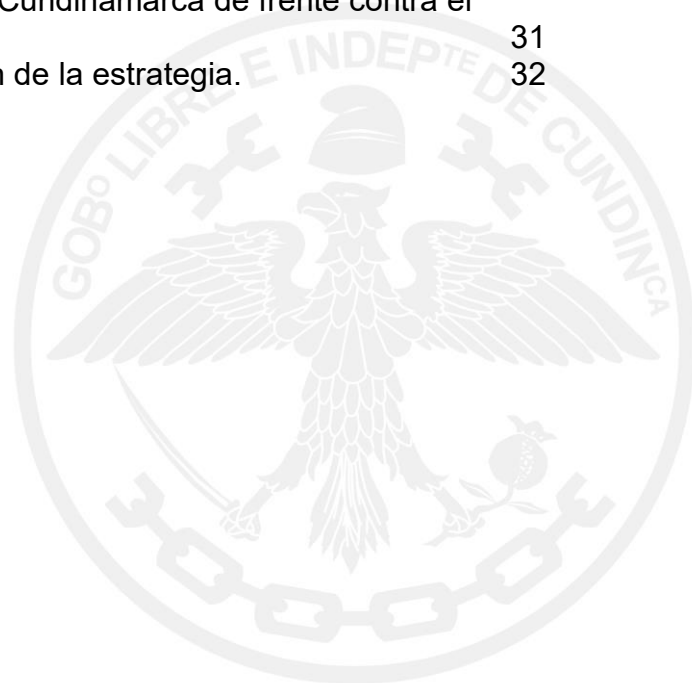 Cundinamarca de frente contra el
31
n de la estrategia. 32
GOBº LIBRE E INDEPTE DE CUNDINCA